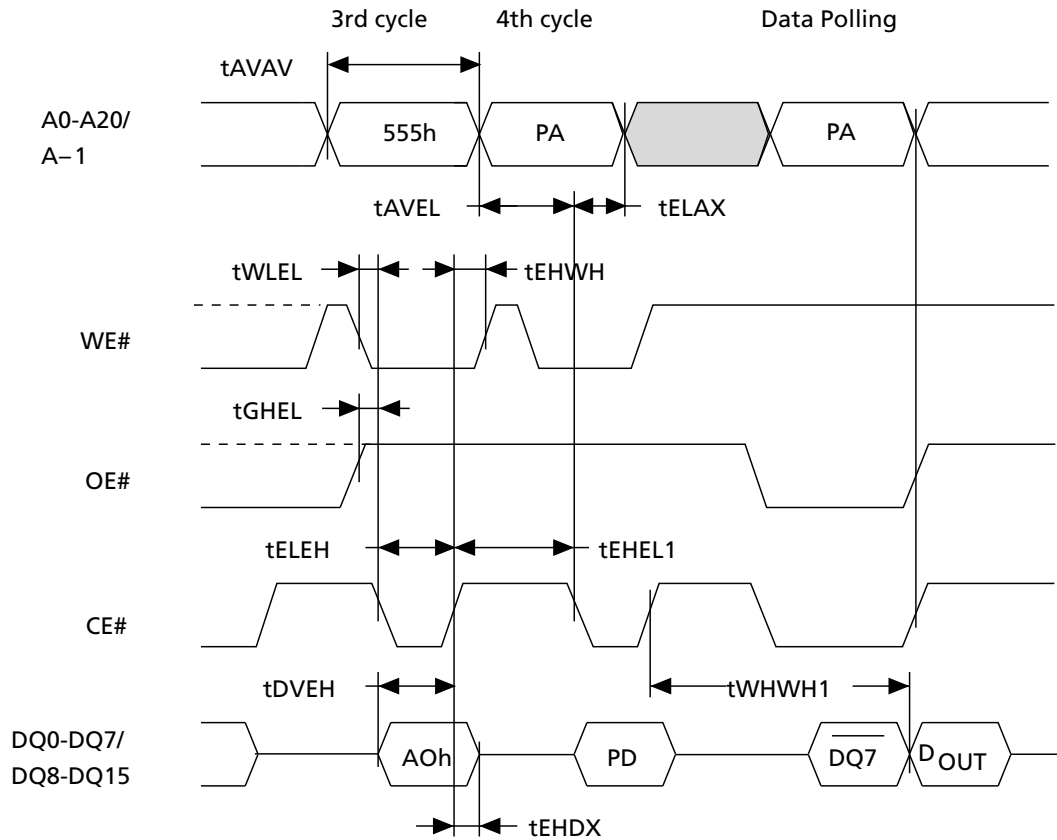 3rd cycle 4th cycle Data Polling
tAVAV
A0-A20/
A–1
555h PA PA
tAVEL tELAX
tWLEL tEHWH
WE#
tGHEL
OE#
tELEH tEHEL1
CE#
tDVEH tWHWH1
DQ0-DQ7/
DQ8-DQ15
AOh PD DQ7 DOUT
tEHDX